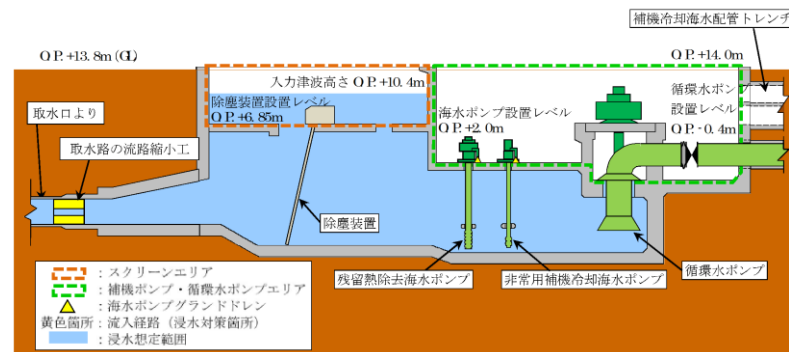 補機冷却海水配管トレンチ
O.P. +13.8m (GL)
O.P. +14.0m
入力津波高さ O.P. +10.4m
除塵装置設置レベル
O.P. +6.85m
循環水ポンプ
設置レベル
O.P. -0.4m
海水ポンプ設置レベル
O.P. +2.0m
取水口より
取水路の流路縮小工
除塵装置
残留熱除去海水ポンプ
非常用補機冷却海水ポンプ
循環水ポンプ
：スクリーンエリア
：補機ポンプ・循環水ポンプエリア
：海水ポンプグランドドレン
黄色箇所：流入経路（浸水対策箇所）
：浸水想定範囲